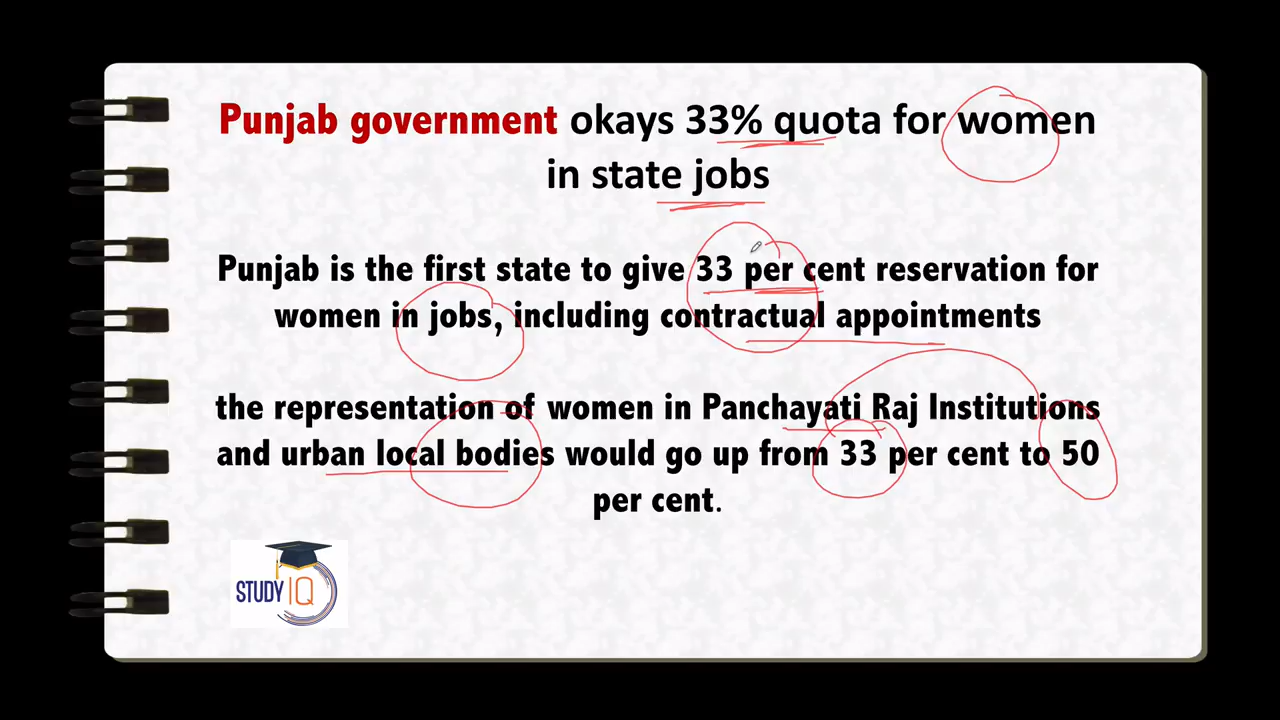 Punjab government okays 33% quota for women
in state jobs
Punjab is the first state to give 33 per cent reservation for
women in jobs, including contractual appointments
the representation of women in Panchayati Raj Institutions
and urban local bodies would go up from 33 per cent to 50
per cent.
STUDY IQ